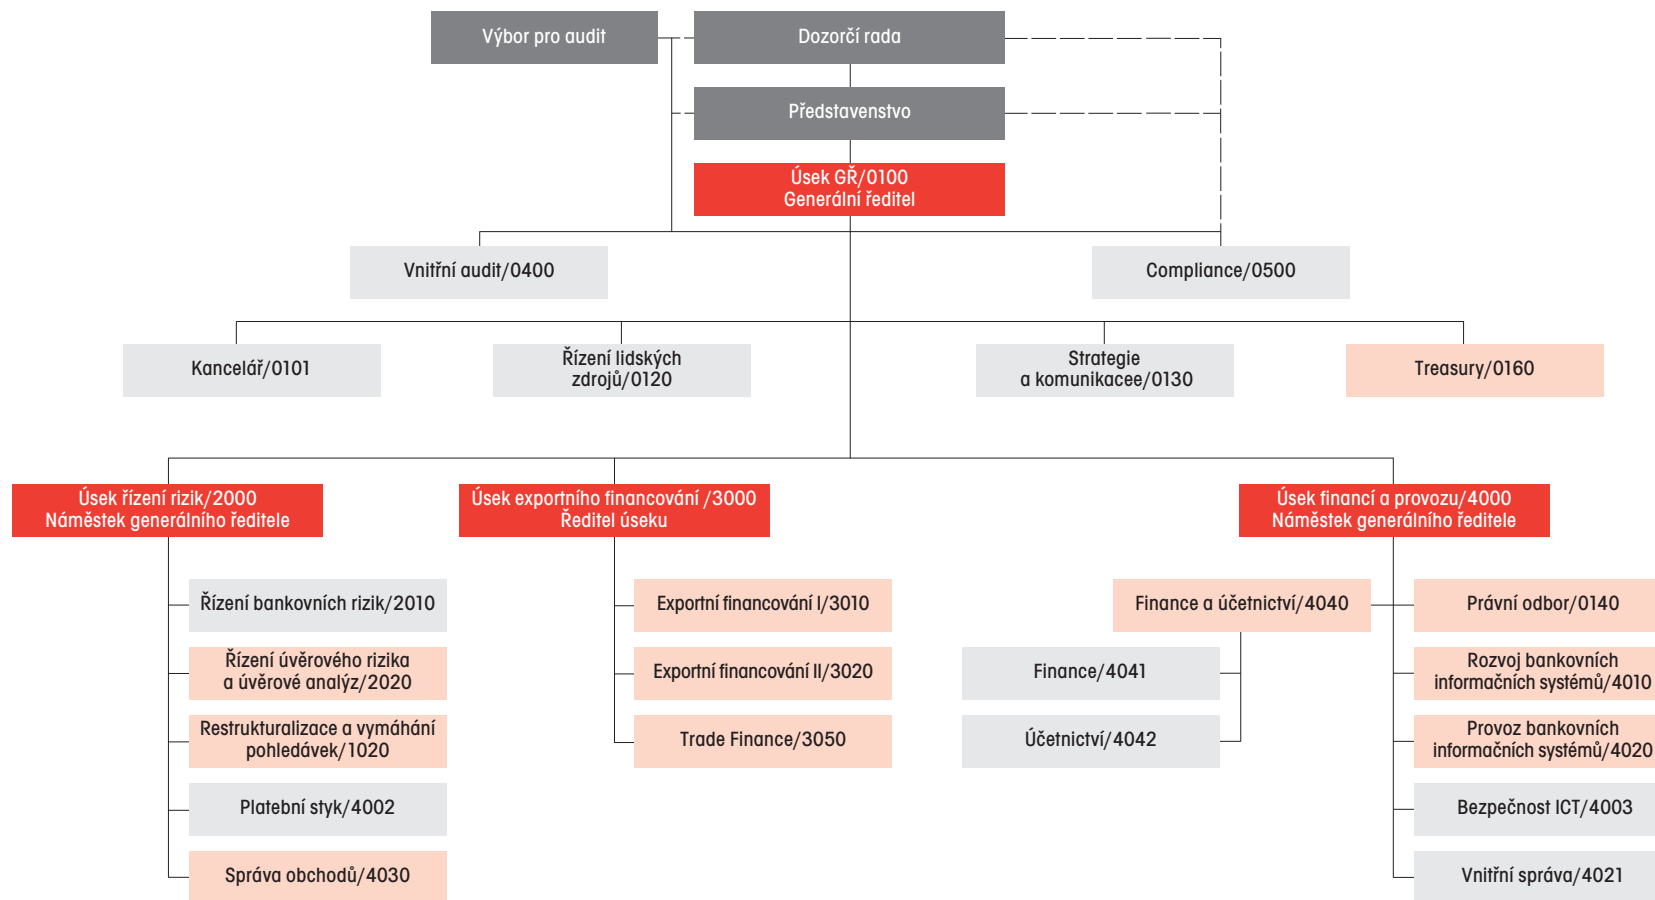 Výbor pro audit
Dozorčí rada
Představenstvo
Úsek GŘ/0100
Generální ředitel
Vnitřní audit/0400
Compliance/0500
Kancelář/0101
Řízení lidských
zdrojů/0120
Strategie
a komunikacee/0130
Treasury/0160
Úsek řízení rizik/2000
Náměstek generálního ředitele
Úsek exportního financování /3000
Ředitel úseku
Úsek financí a provozu/4000
Náměstek generálního ředitele
Řízení bankovních rizik/2010
Řízení úvěrového rizika
a úvěrové analýz/2020
Restrukturalizace a vymáhání
pohledávek/1020
Platební styk/4002
Správa obchodů/4030
Exportní financování I/3010
Exportní financování II/3020
Trade Finance/3050
Finance a účetnictví/4040
Finance/4041
Účetnictví/4042
Právní odbor/0140
Rozvoj bankovních
informačních systémů/4010
Provoz bankovních
informačních systémů/4020
Bezpečnost ICT/4003
Vnitřní správa/4021